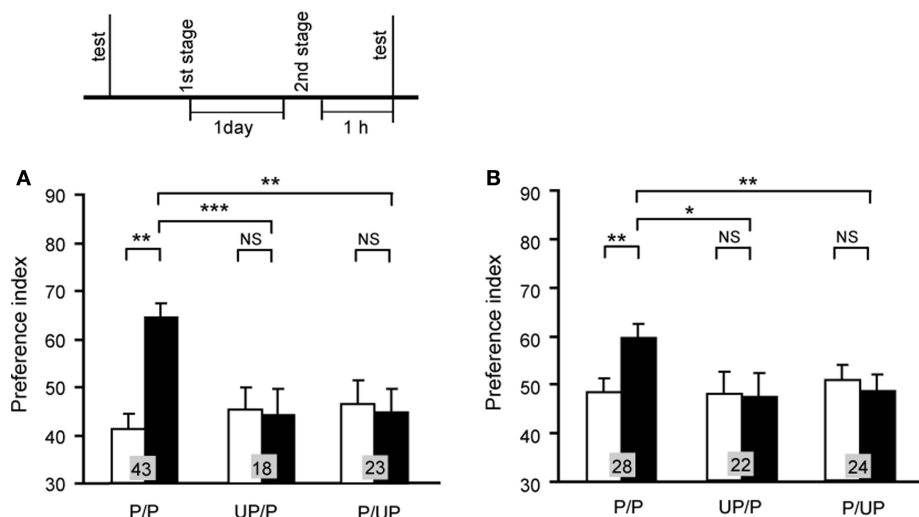 test
1st stage
2nd stage
test
1day
1 h
A
90
80
70
60
50
40
30
Preference index
**
***
**
NS
NS
43
18
23
P/P
UP/P
P/UP
B
90
80
70
60
50
40
30
Preference index
**
*
**
NS
NS
28
22
24
P/P
UP/P
P/UP